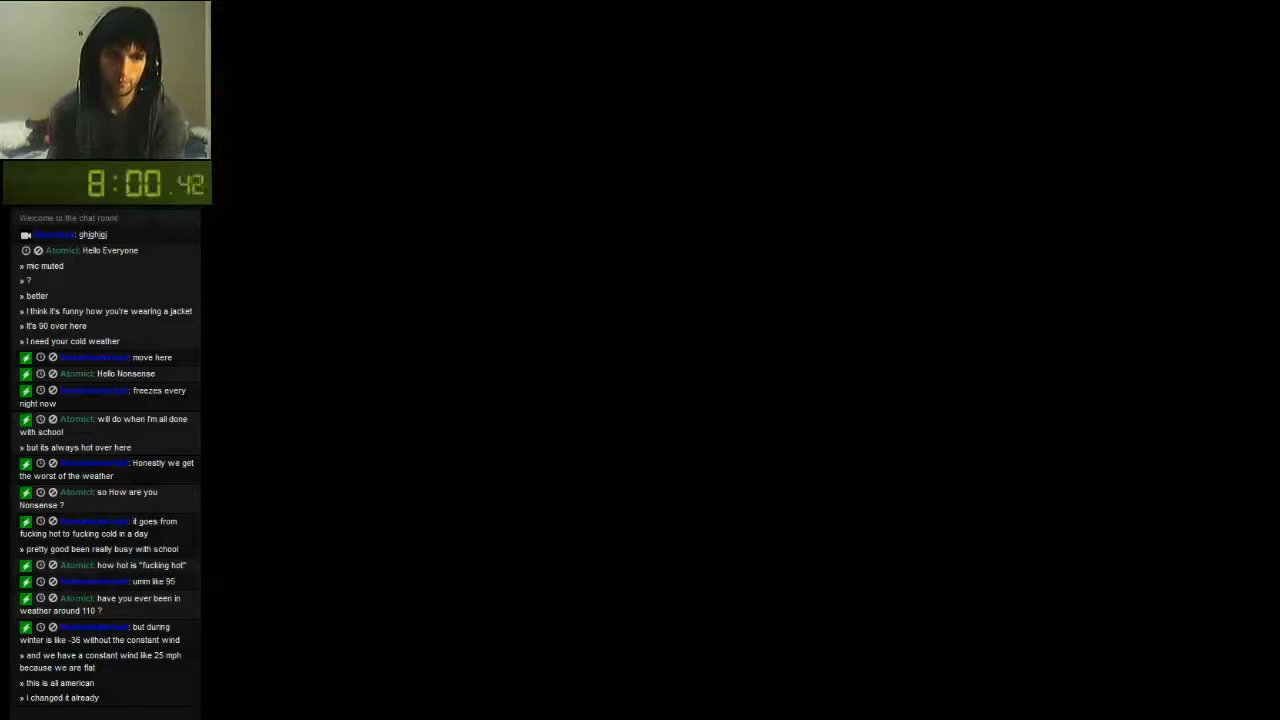 8:00.42
Welcome to the chat room!
: ghjghjgj
Atomicl: Hello Everyone
» mic muted
» ?
» better
» I think it's funny how you're wearing a jacket
» It's 90 over here
» I need your cold weather
: move here
Atomicl: Hello Nonsense
: freezes every
night now
Atomicl: will do when I'm all done
with school
» but its always hot over here
: Honestly we get
the worst of the weather
Atomicl: so How are you
Nonsense ?
: it goes from
fucking hot to fucking cold in a day
» pretty good been really busy with school
Atomicl: how hot is "fucking hot"
: umm like 95
Atomicl: have you ever been in
weather around 110 ?
: but during
winter is like -36 without the constant wind
» and we have a constant wind like 25 mph
because we are flat
» this is all american
» I changed it already